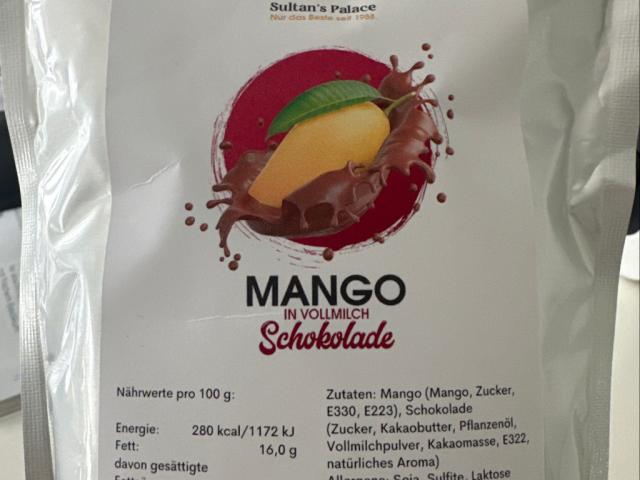 Sultan's Palace
Nur das Beste seit 1988.
MANGO
IN VOLLMILCH
Schokolade
Nährwerte pro 100 g:
Energie: 280 kcal/1172 kJ
Fett: 16,0 g
davon gesättigte
Zutaten: Mango (Mango, Zucker,
E330, E223), Schokolade
(Zucker, Kakaobutter, Pflanzenöl,
Vollmilchpulver, Kakaomasse, E322,
natürliches Aroma)
Allergene: Soja, Sulfite, Laktose